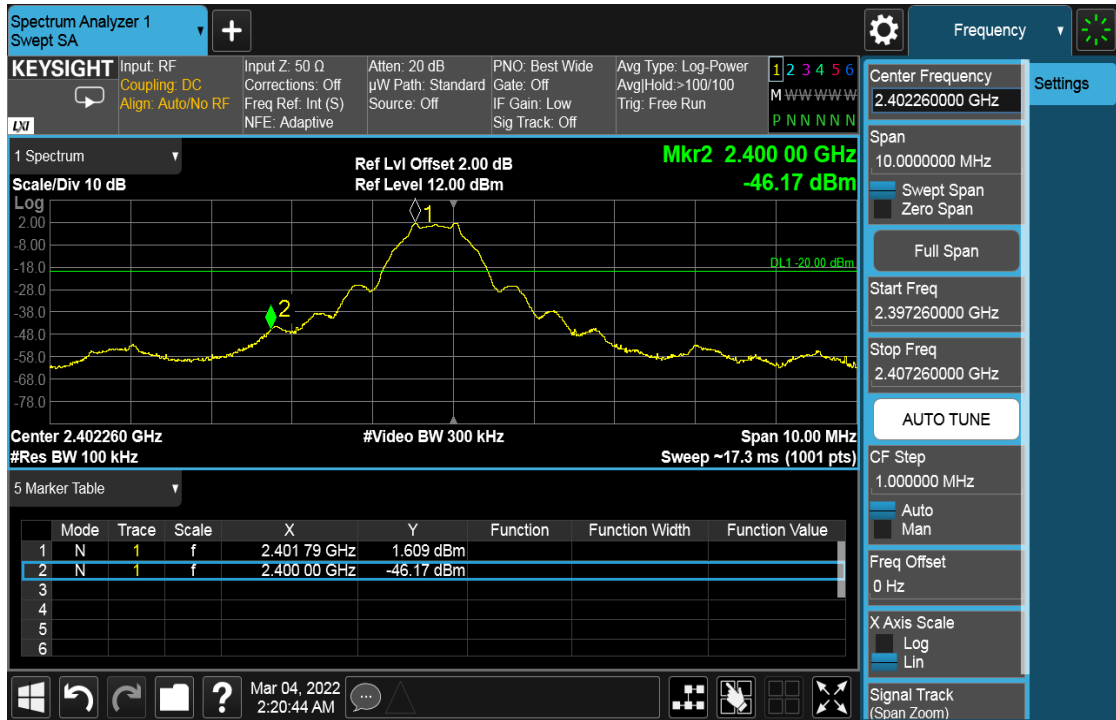 Spectrum Analyzer 1
Swept SA
+
Frequency
KEYSIGHT
LXI
Input: RF
Coupling: DC
Align: Auto/No RF
Input Z: 50 Ω
Corrections: Off
Freq Ref: Int (S)
NFE: Adaptive
Atten: 20 dB
µW Path: Standard
Source: Off
PNO: Best Wide
Gate: Off
IF Gain: Low
Sig Track: Off
Avg Type: Log-Power
Avg|Hold:>100/100
Trig: Free Run
1 2 3 4 5 6
M W W W W W
P N N N N N
1 Spectrum
Scale/Div 10 dB
Ref Lvl Offset 2.00 dB
Ref Level 12.00 dBm
Mkr2 2.400 00 GHz
-46.17 dBm
Log
2.00
-8.00
-18.0
-28.0
-38.0
-48.0
-58.0
-68.0
-78.0
1
2
DL1 -20.00 dBm
Center 2.402260 GHz
#Video BW 300 kHz
Span 10.00 MHz
#Res BW 100 kHz
Sweep ~17.3 ms (1001 pts)
5 Marker Table
Mode Trace Scale X Y Function Function Width Function Value
1 N 1 f 2.401 79 GHz 1.609 dBm
2 N 1 f 2.400 00 GHz -46.17 dBm
3
4
5
6
?
Mar 04, 2022
2:20:44 AM
Center Frequency
2.402260000 GHz
Span
10.0000000 MHz
Swept Span
Zero Span
Full Span
Start Freq
2.397260000 GHz
Stop Freq
2.407260000 GHz
AUTO TUNE
CF Step
1.000000 MHz
Auto
Man
Freq Offset
0 Hz
X Axis Scale
Log
Lin
Signal Track
(Span Zoom)
Settings